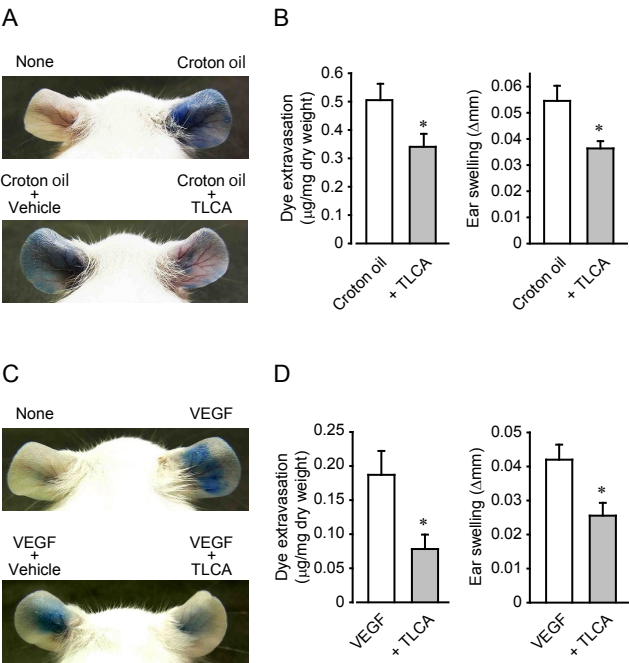 A
None
Croton oil
Croton oil
+
Vehicle
Croton oil
+
TLCA
B
Dye extravasation
(μg/mg dry weight)
0.6
0.5
0.4
0.3
0.2
0.1
0
*
Croton oil
+ TLCA
Ear swelling (Δmm)
0.06
0.05
0.04
0.03
0.02
0.01
0
*
Croton oil
+ TLCA
C
None
VEGF
VEGF
+
Vehicle
VEGF
+
TLCA
D
Dye extravasation
(μg/mg dry weight)
0.25
0.20
0.15
0.10
0.05
0
*
VEGF
+ TLCA
Ear swelling (Δmm)
0.05
0.04
0.03
0.02
0.01
0
*
VEGF
+ TLCA